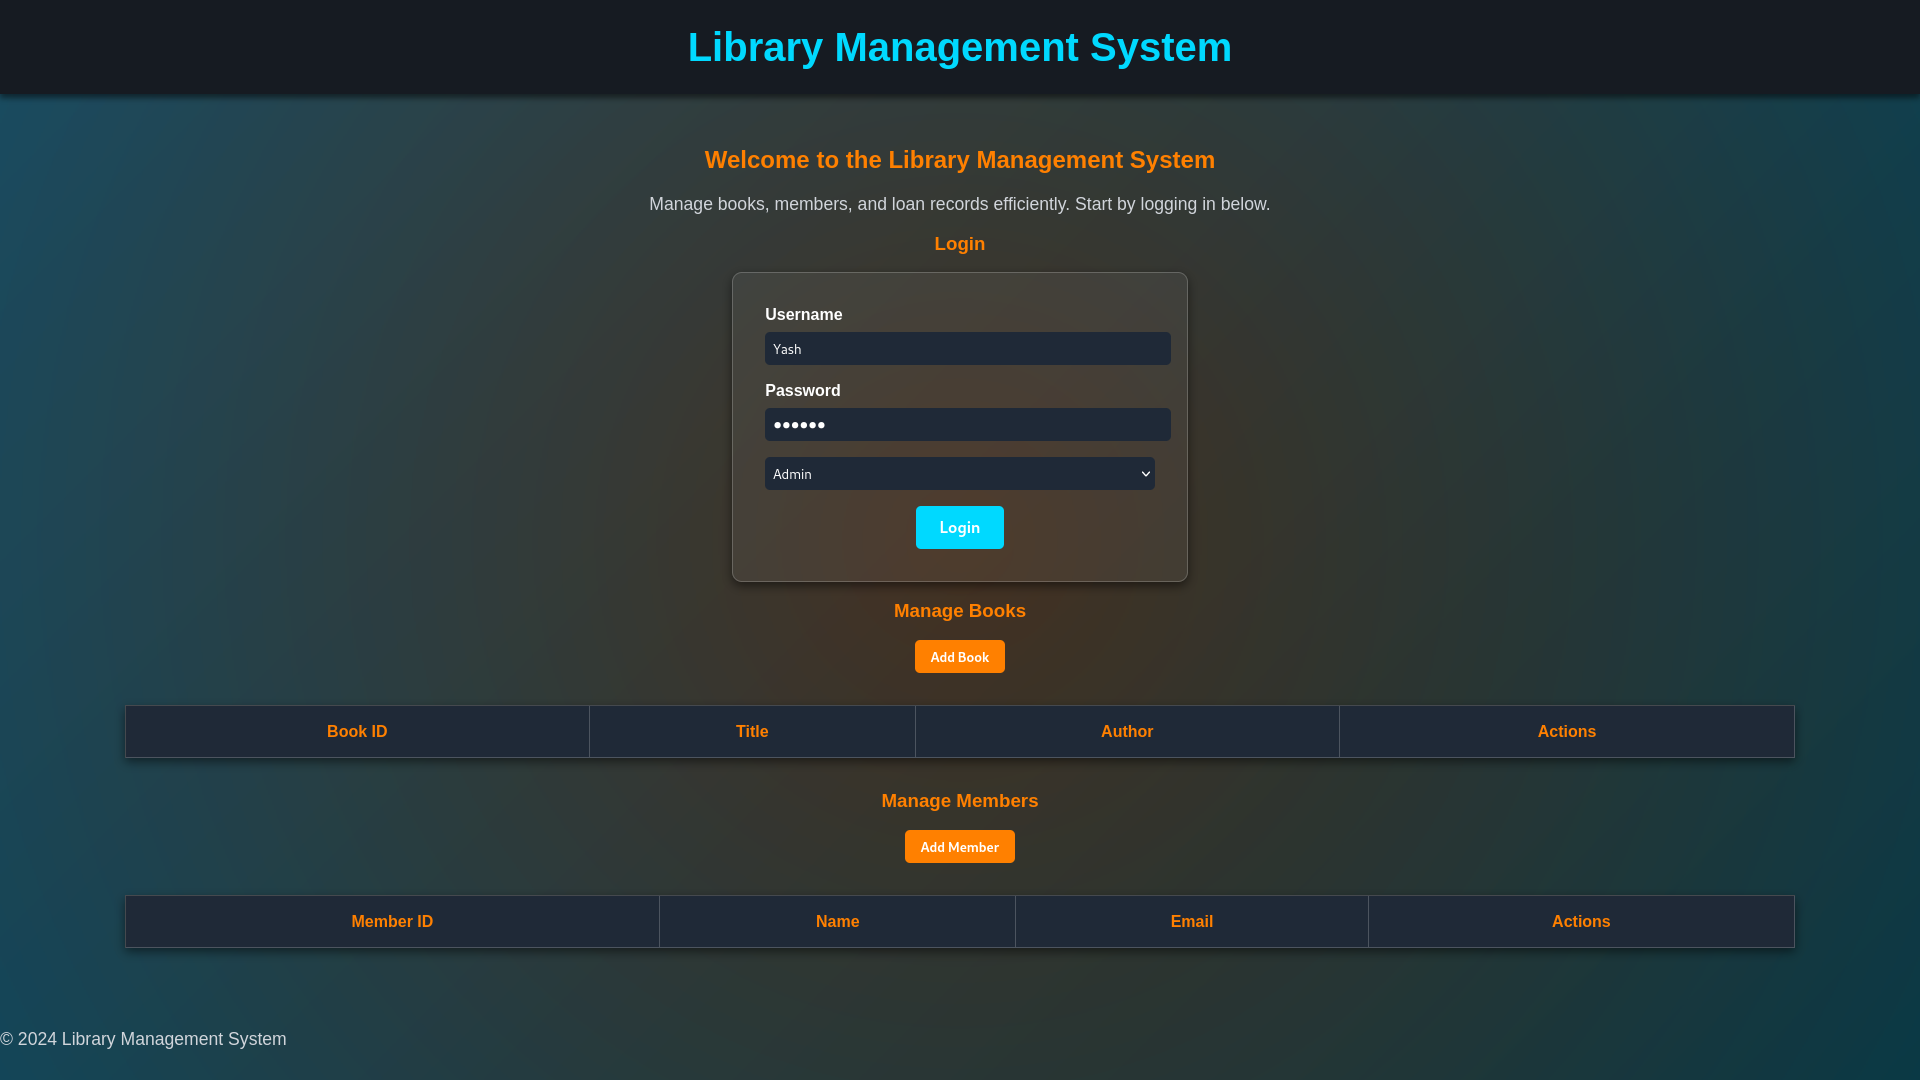 Library Management System
Welcome to the Library Management System
Manage books, members, and loan records efficiently. Start by logging in below.
Login
Username
Yash
Password
●●●●●●
Admin
Login
Manage Books
Add Book
Book ID Title Author Actions
Manage Members
Add Member
Member ID Name Email Actions
© 2024 Library Management System